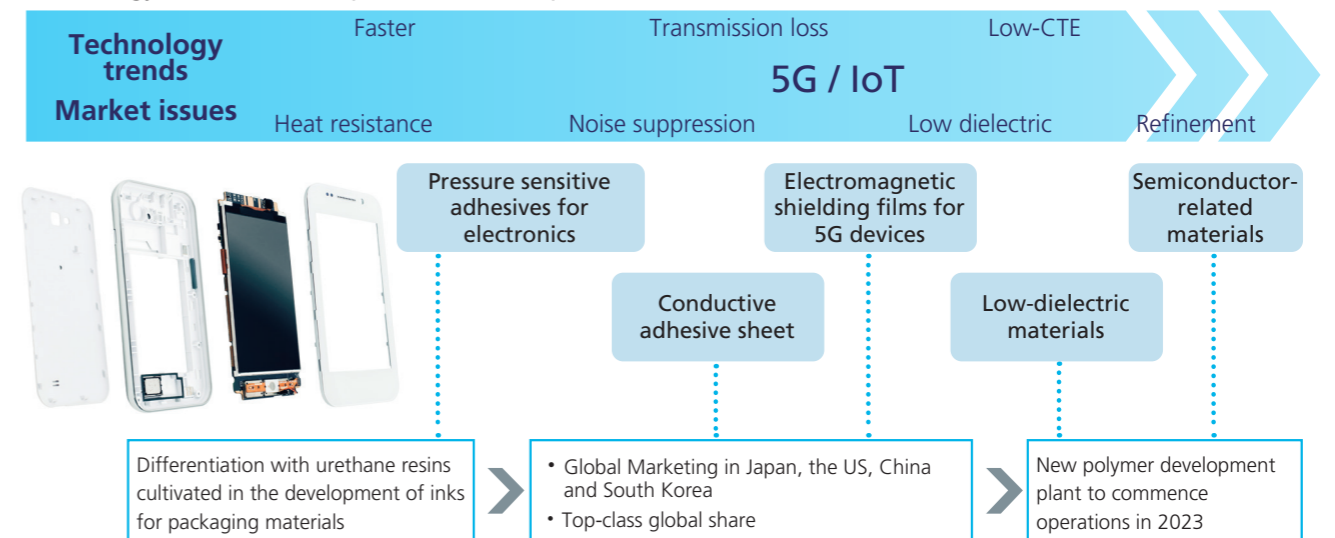 Technology
trends
Market issues
Faster
Transmission loss
Low-CTE
5G / IoT
Heat resistance
Noise suppression
Low dielectric
Refinement
Pressure sensitive
adhesives for
electronics
Electromagnetic
shielding films for
5G devices
Semiconductor-
related
materials
Conductive
adhesive sheet
Low-dielectric
materials
Differentiation with urethane resins
cultivated in the development of inks
for packaging materials
• Global Marketing in Japan, the US, China
and South Korea
• Top-class global share
New polymer development
plant to commence
operations in 2023